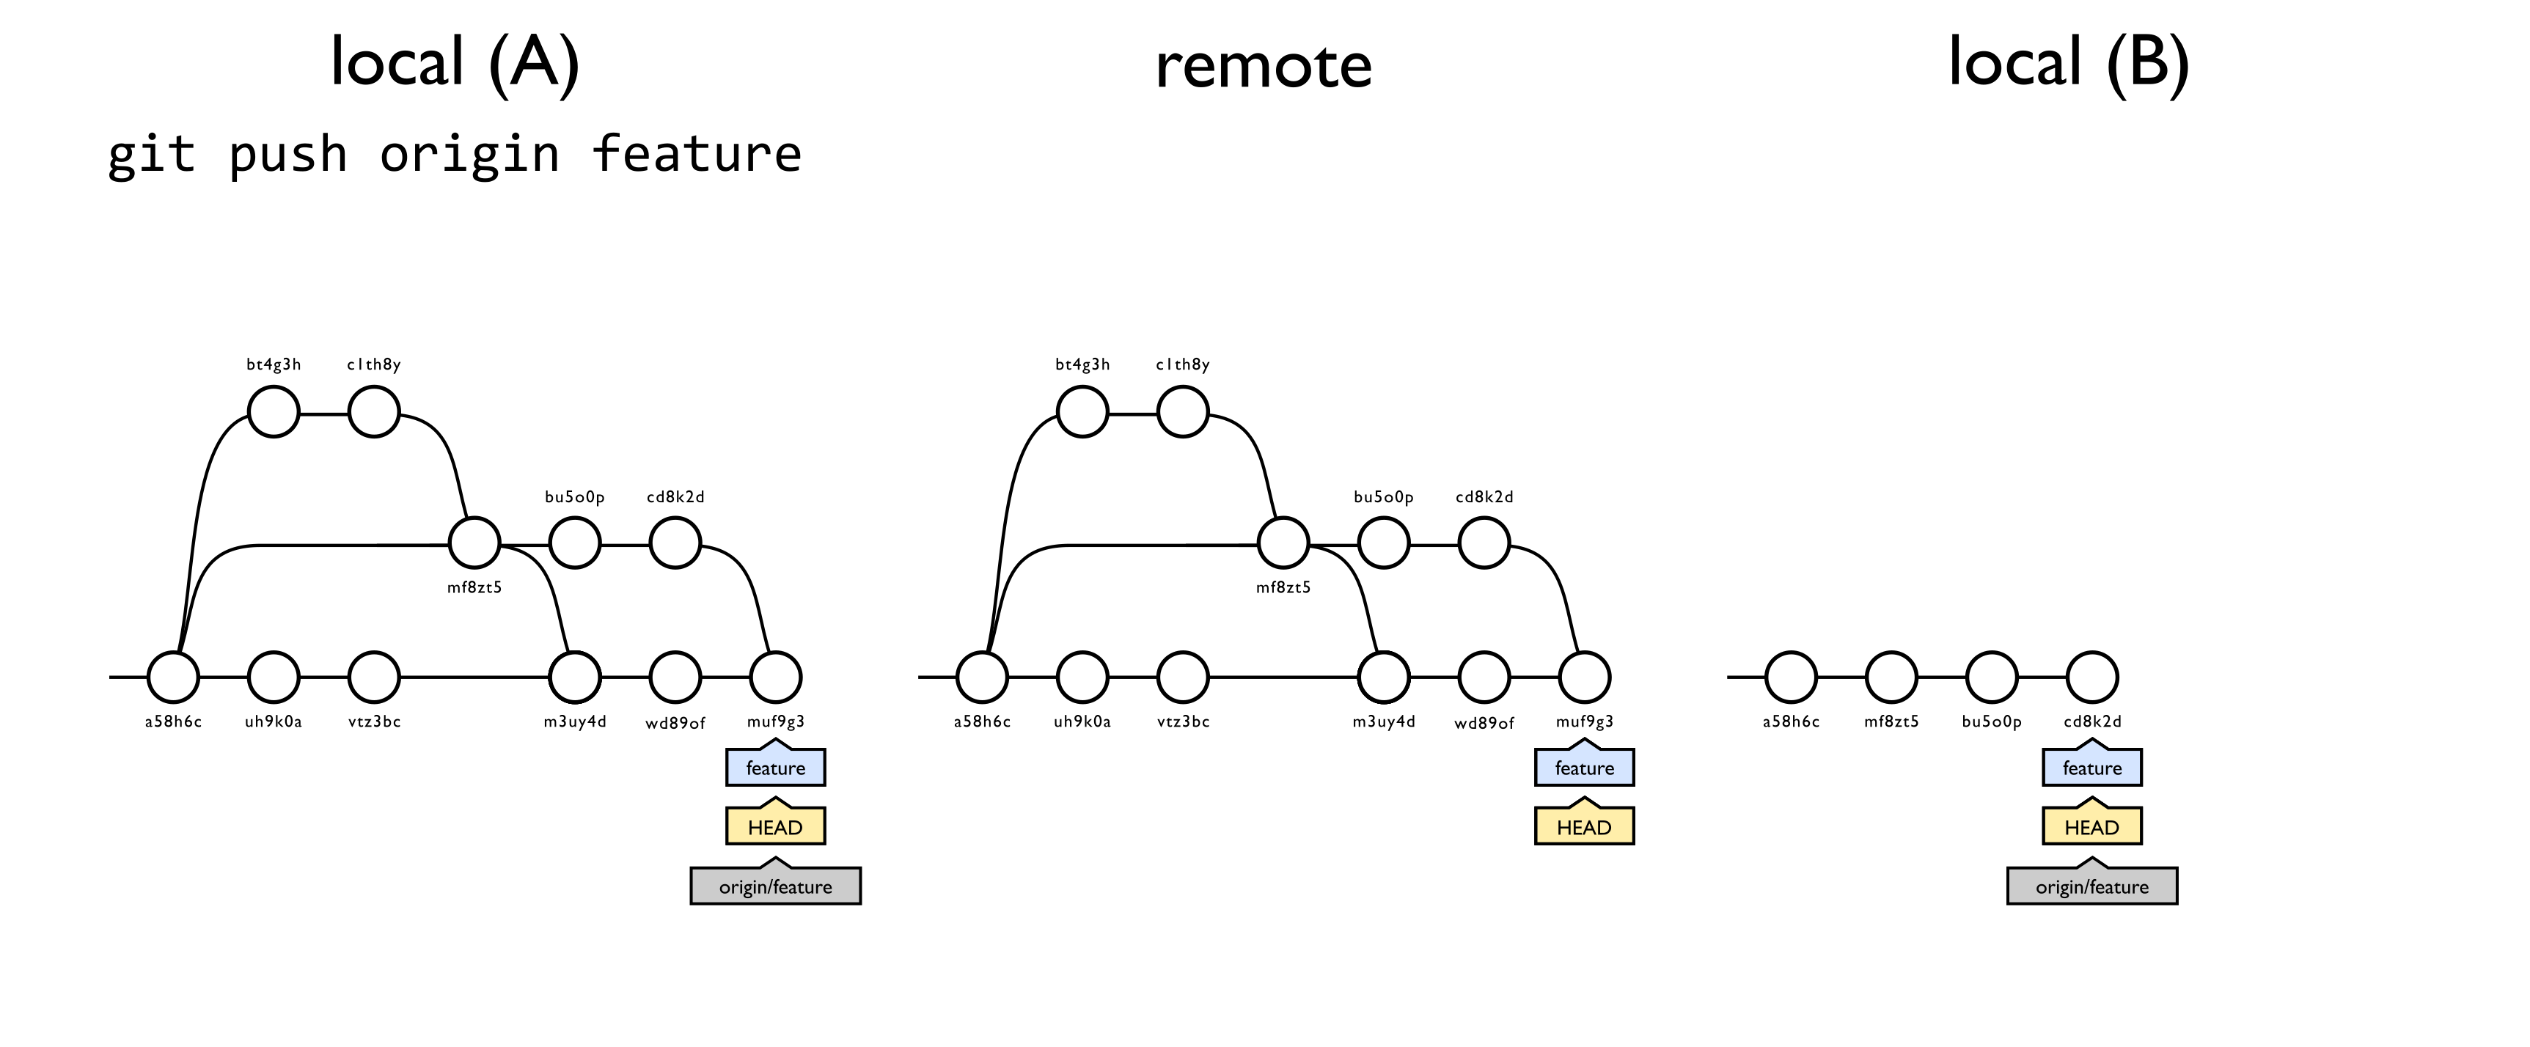 local (A)
remote
local (B)
git push origin feature
bt4g3h
c1th8y
bt4g3h
c1th8y
bu5o0p
cd8k2d
bu5o0p
cd8k2d
mf8zt5
mf8zt5
a58h6c
uh9k0a
vtz3bc
m3uy4d
wd89of
muf9g3
a58h6c
uh9k0a
vtz3bc
m3uy4d
wd89of
muf9g3
a58h6c
mf8zt5
bu5o0p
cd8k2d
feature
feature
feature
HEAD
HEAD
HEAD
origin/feature
origin/feature